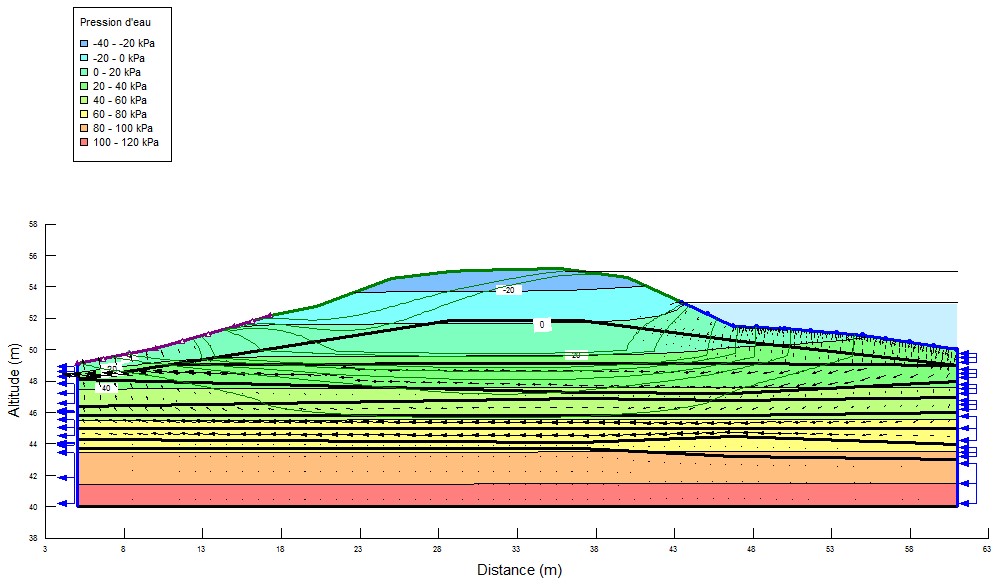 Pression d'eau
-40 - -20 kPa
-20 - 0 kPa
0 - 20 kPa
20 - 40 kPa
40 - 60 kPa
60 - 80 kPa
80 - 100 kPa
100 - 120 kPa
58
56
54
52
50
48
46
44
42
40
38
Altitude (m)
-20
0
20
20
40
3 8 13 18 23 28 33 38 43 48 53 58 63
Distance (m)